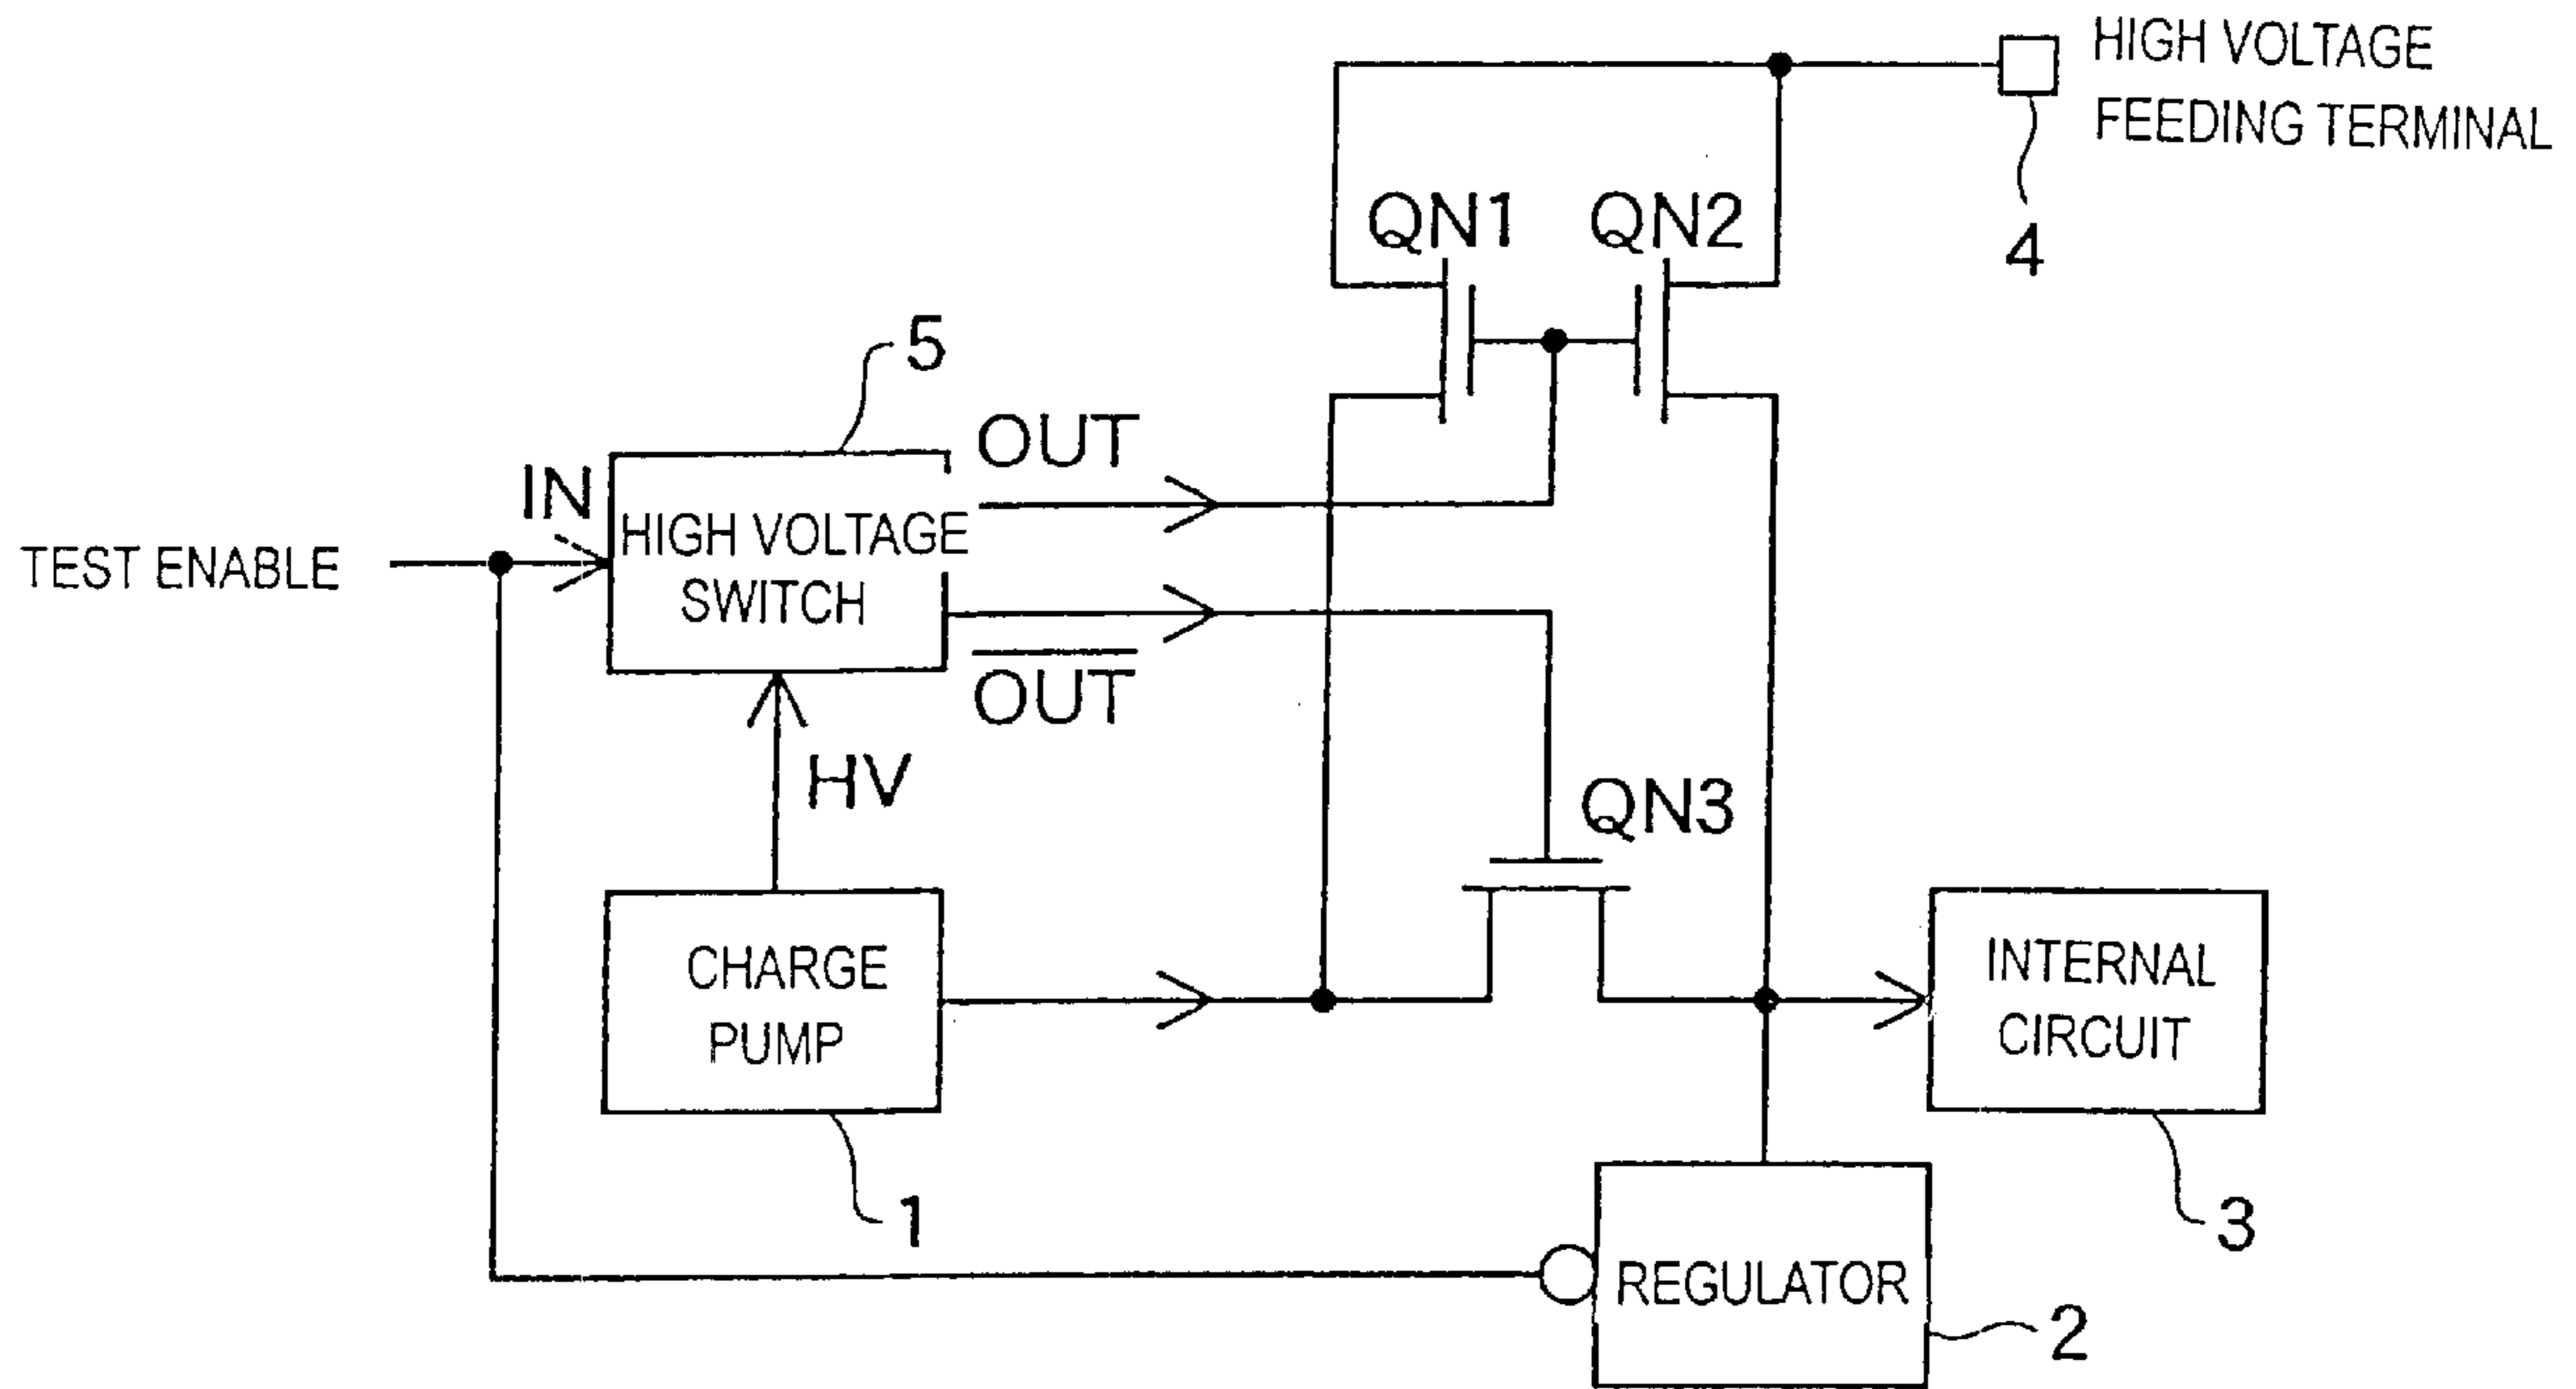 HIGH VOLTAGE
FEEDING TERMINAL
4
QN1
QN2
5
OUT
IN
HIGH VOLTAGE
SWITCH
TEST ENABLE
OUT
HV
QN3
CHARGE
PUMP
INTERNAL
CIRCUIT
1
3
REGULATOR
2